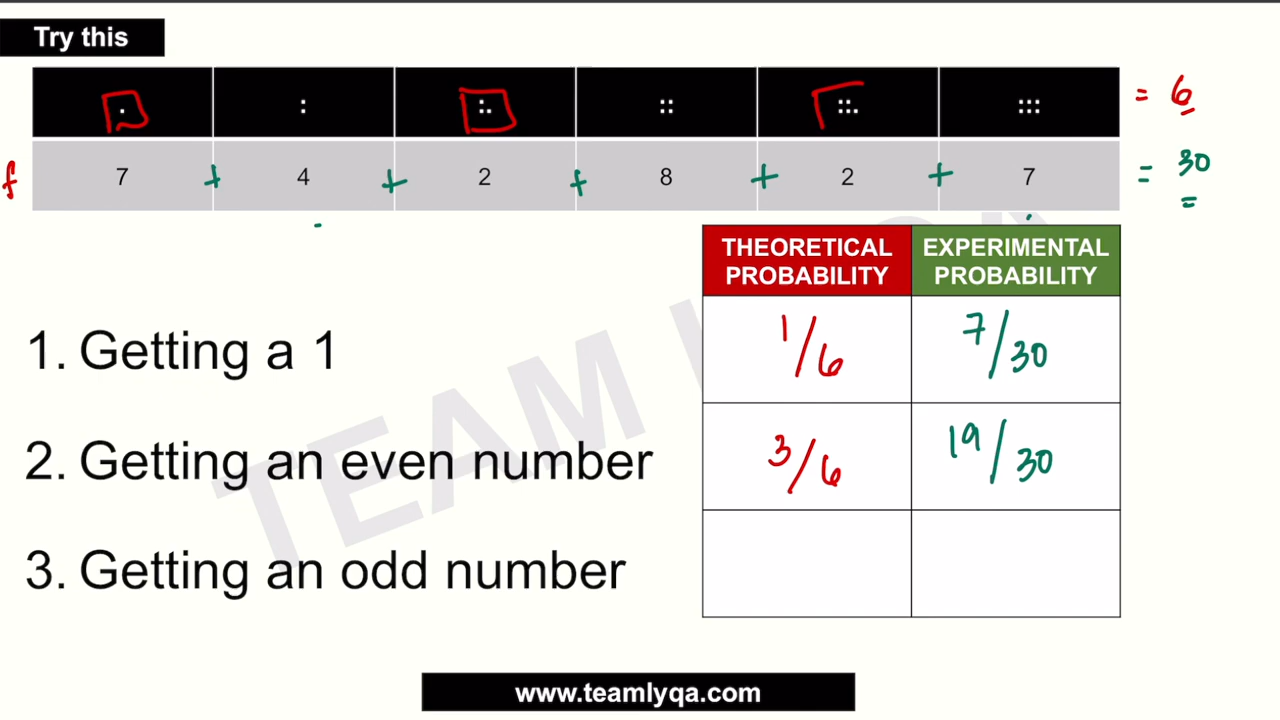 Try this
= 6
f 7 + 4 + 2 + 8 + 2 + 7 = 30
THEORETICAL PROBABILITY EXPERIMENTAL PROBABILITY
1. Getting a 1 1/6 7/30
2. Getting an even number 3/6 19/30
3. Getting an odd number
TEAM
www.teamlyqa.com